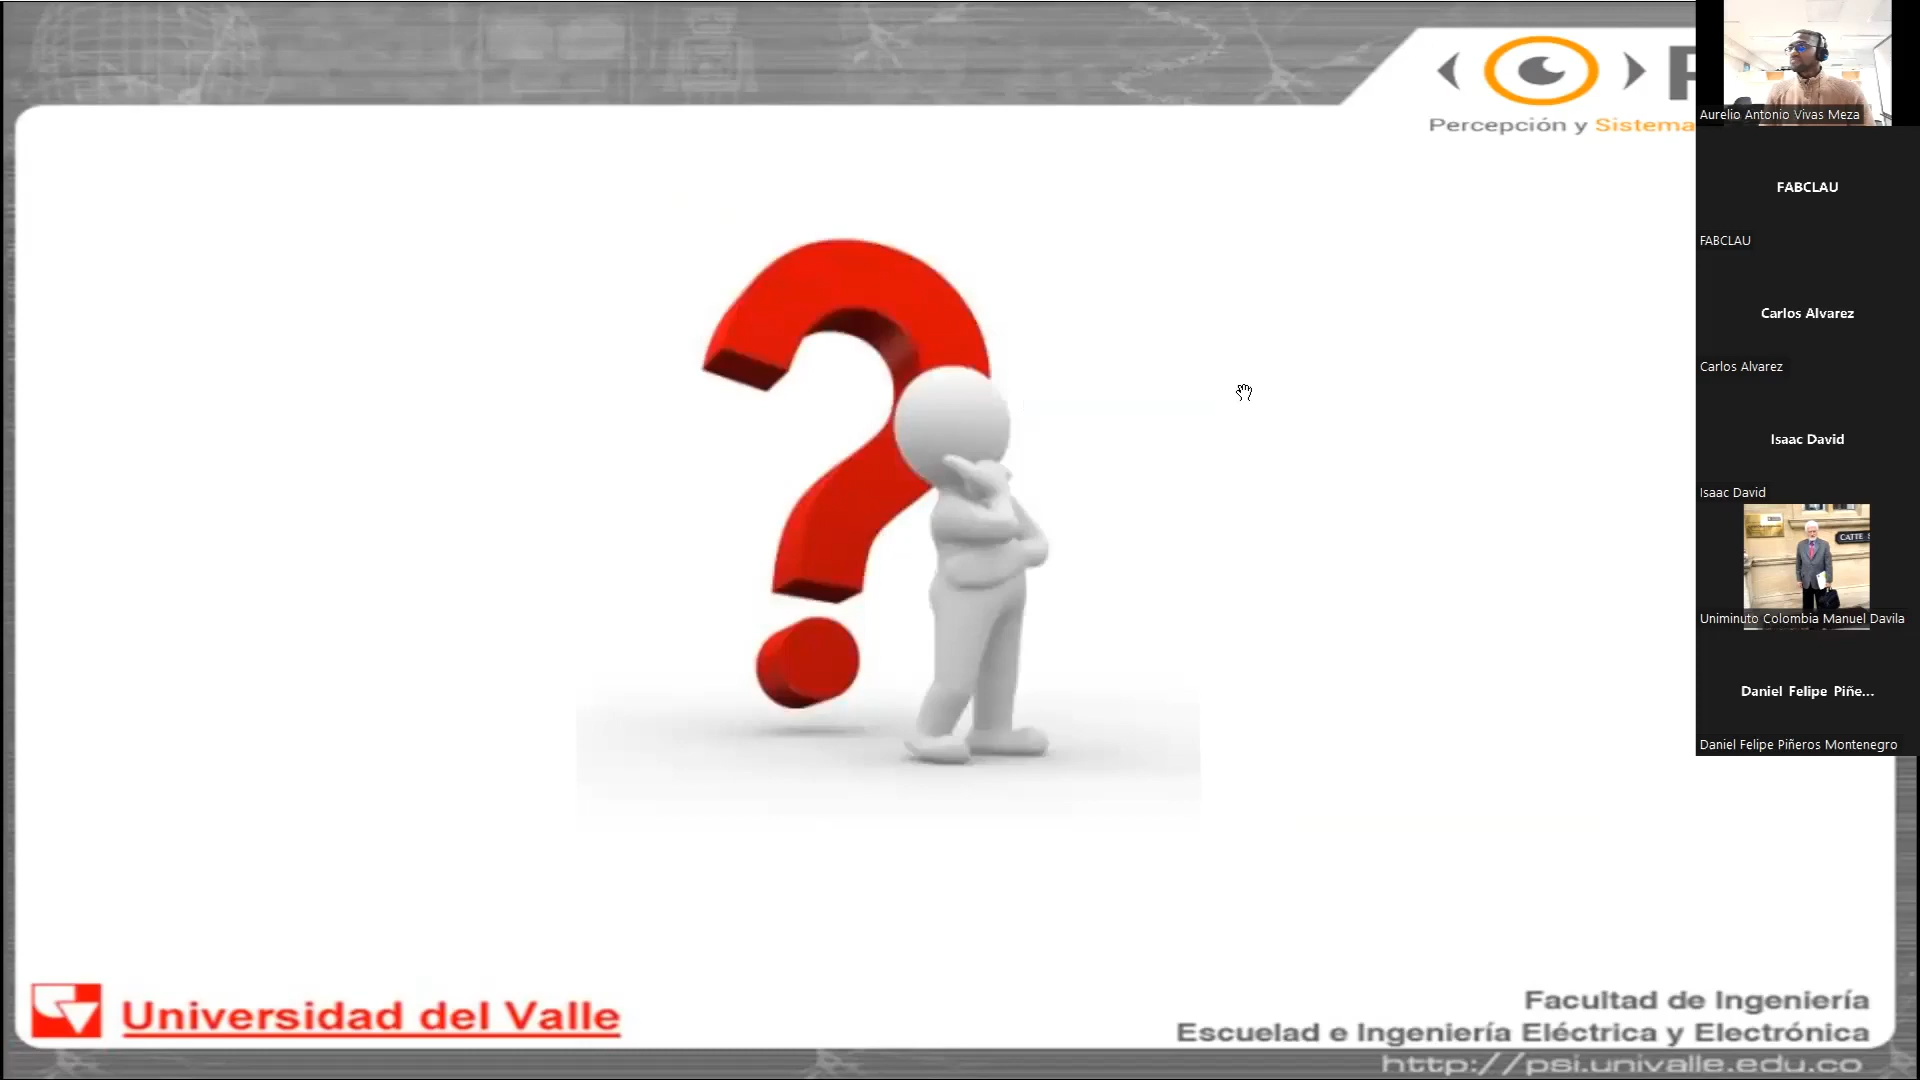 Percepción y Sistema
Universidad del Valle
Facultad de Ingeniería
Escuelad e Ingeniería Eléctrica y Electrónica
http://psi.univalle.edu.co
Aurelio Antonio Vivas Meza
FABCLAU
FABCLAU
Carlos Alvarez
Carlos Alvarez
Isaac David
Isaac David
CATTE
Uniminuto Colombia Manuel Davila
Daniel Felipe Piñe...
Daniel Felipe Piñeros Montenegro